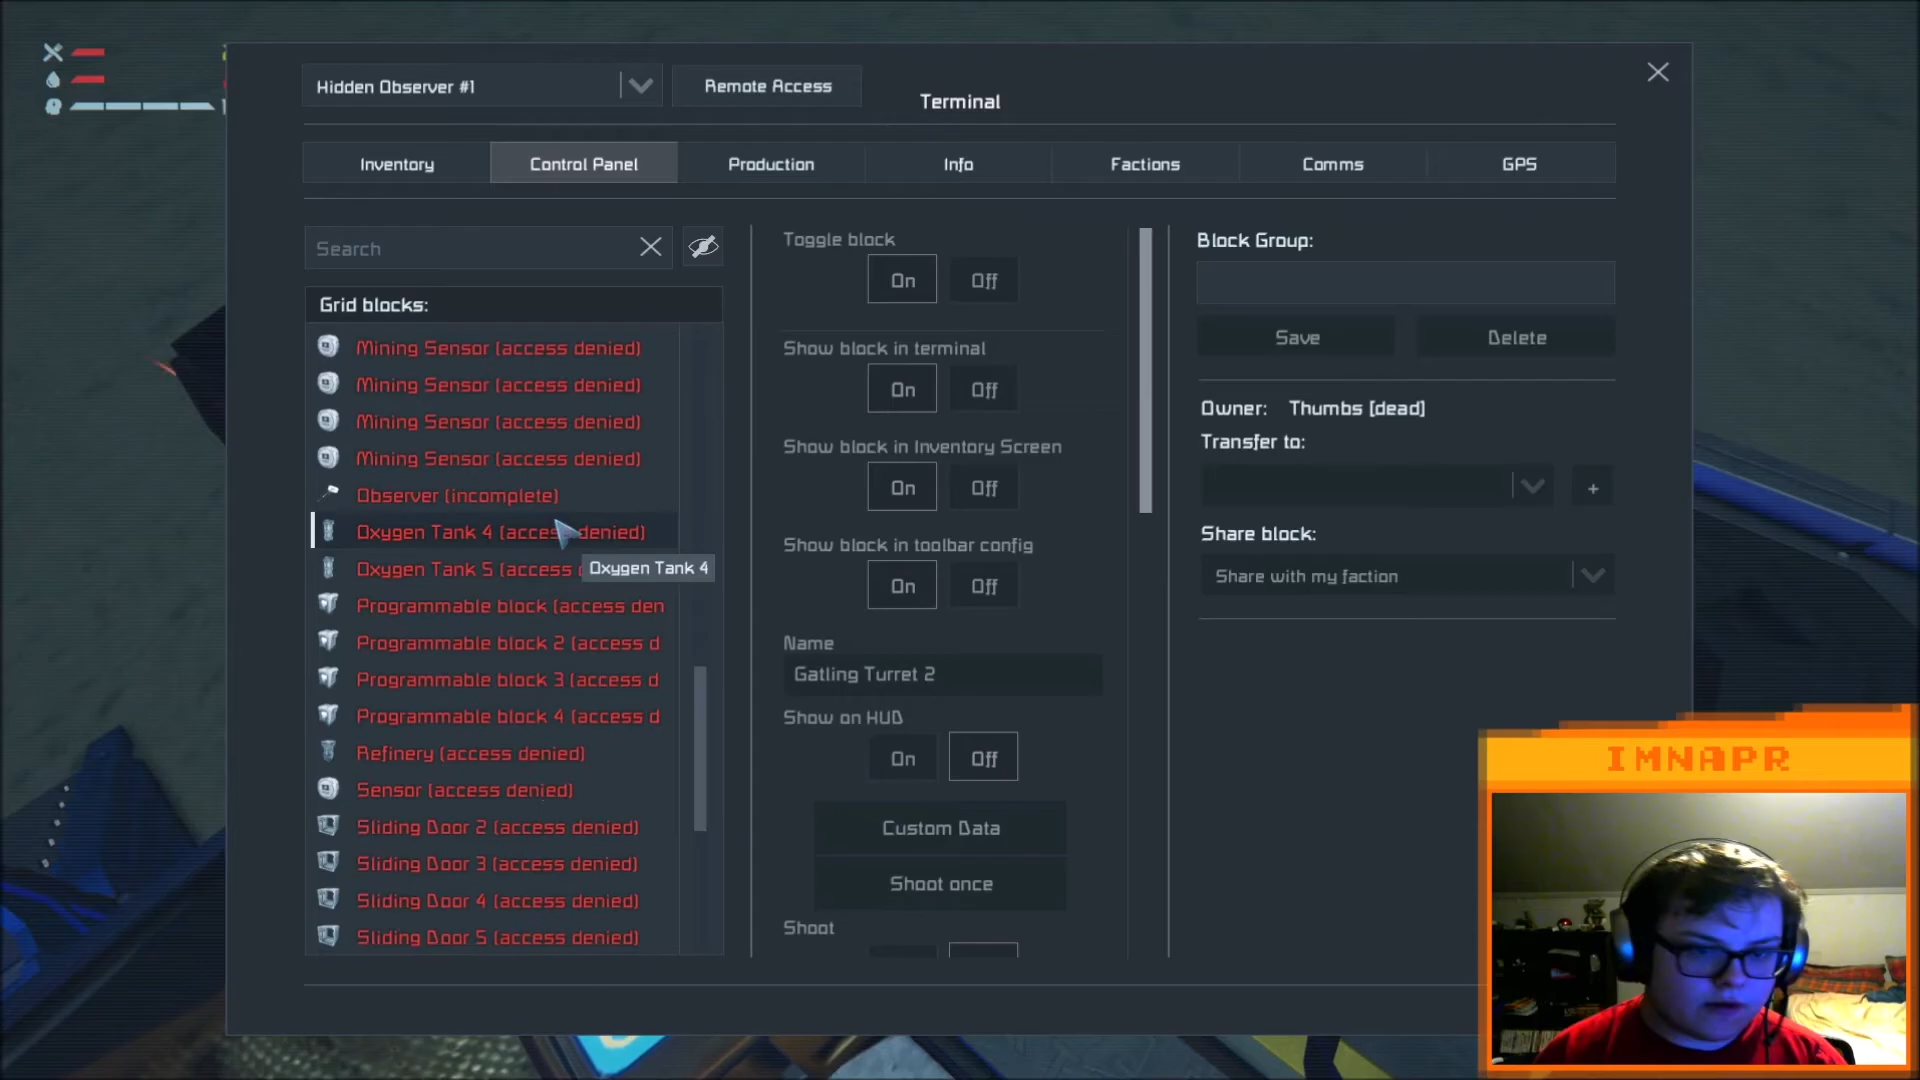 Hidden Observer #1
Remote Access
Terminal
Inventory
Control Panel
Production
Info
Factions
Comms
GPS
Search
Grid blocks:
Mining Sensor (access denied)
Mining Sensor (access denied)
Mining Sensor (access denied)
Mining Sensor (access denied)
Observer (incomplete)
Oxygen Tank 4 (access denied)
Oxygen Tank 5 (access
Oxygen Tank 4
Programmable block (access den
Programmable block 2 (access d
Programmable block 3 (access d
Programmable block 4 (access d
Refinery (access denied)
Sensor (access denied)
Sliding Door 2 (access denied)
Sliding Door 3 (access denied)
Sliding Door 4 (access denied)
Sliding Door 5 (access denied)
Toggle block
On Off
Show block in terminal
On Off
Show block in Inventory Screen
On Off
Show block in toolbar config
On Off
Name
Gatling Turret 2
Show on HUD
On Off
Custom Data
Shoot once
Shoot
Block Group:
Save Delete
Owner: Thumbs [dead]
Transfer to:
+
Share block:
Share with my faction
IMNAPR